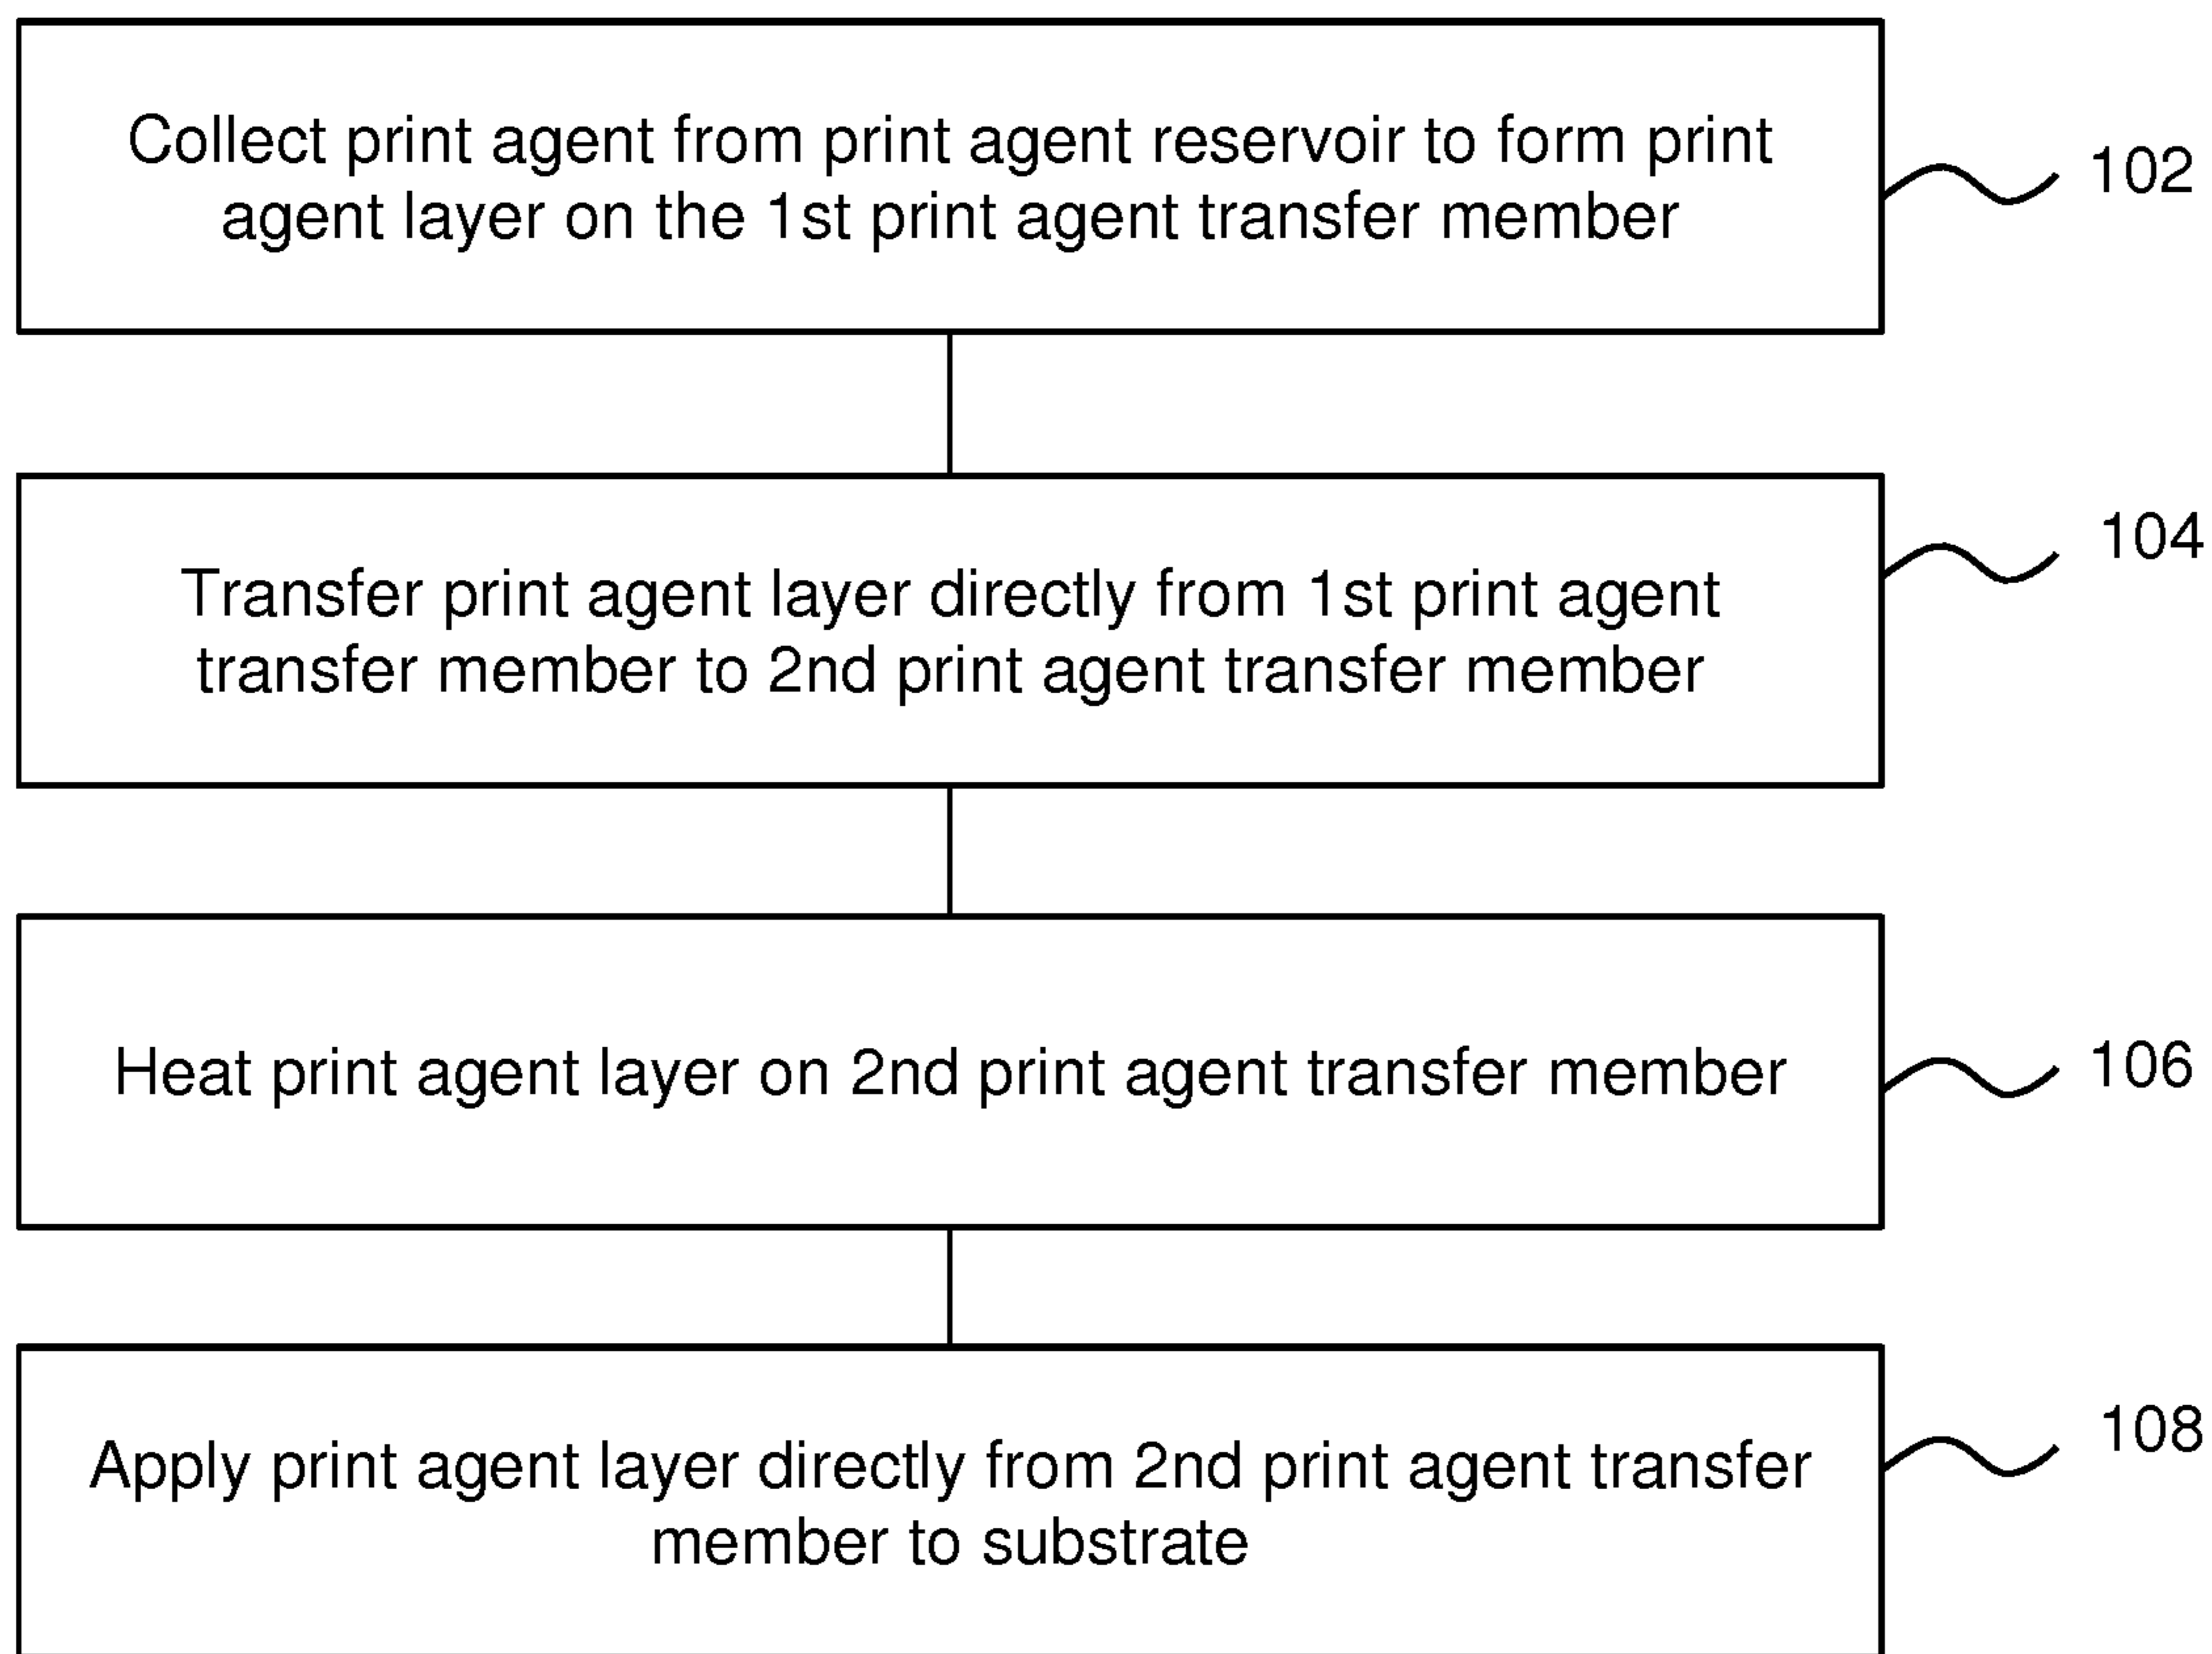 Collect print agent from print agent reservoir to form print
agent layer on the 1st print agent transfer member
102
Transfer print agent layer directly from 1st print agent
transfer member to 2nd print agent transfer member
104
Heat print agent layer on 2nd print agent transfer member
106
Apply print agent layer directly from 2nd print agent transfer
member to substrate
108